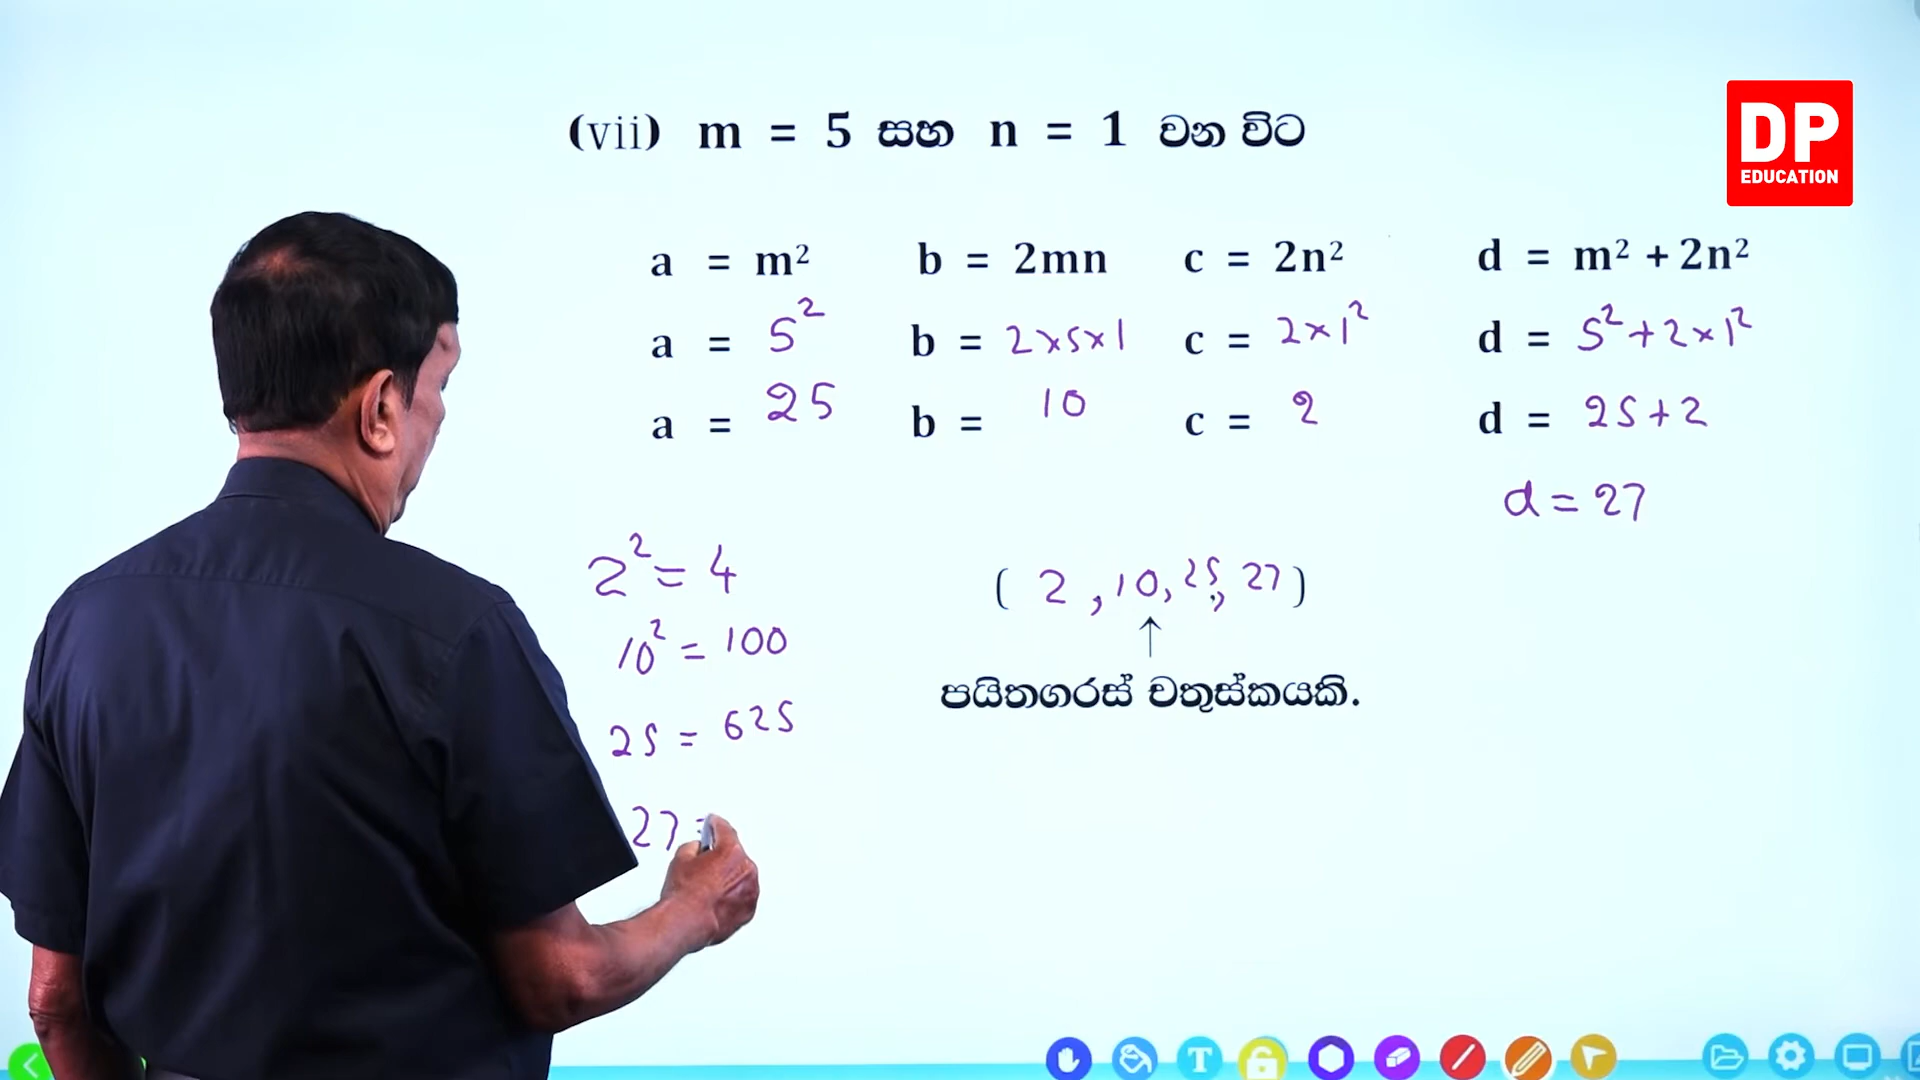 (vii) m = 5 සහ n = 1 වන විට
DP
EDUCATION
a = m² b = 2mn c = 2n² d = m² + 2n²
a = 5² b = 2×5×1 c = 2×1² d = 5²+2×1²
a = 25 b = 10 c = 2 d = 25+2
d = 27
2² = 4
( 2 , 10, 25, 27 )
↑
10² = 100
පයිතගරස් චතුස්කයකි.
25 = 625
27 =
T